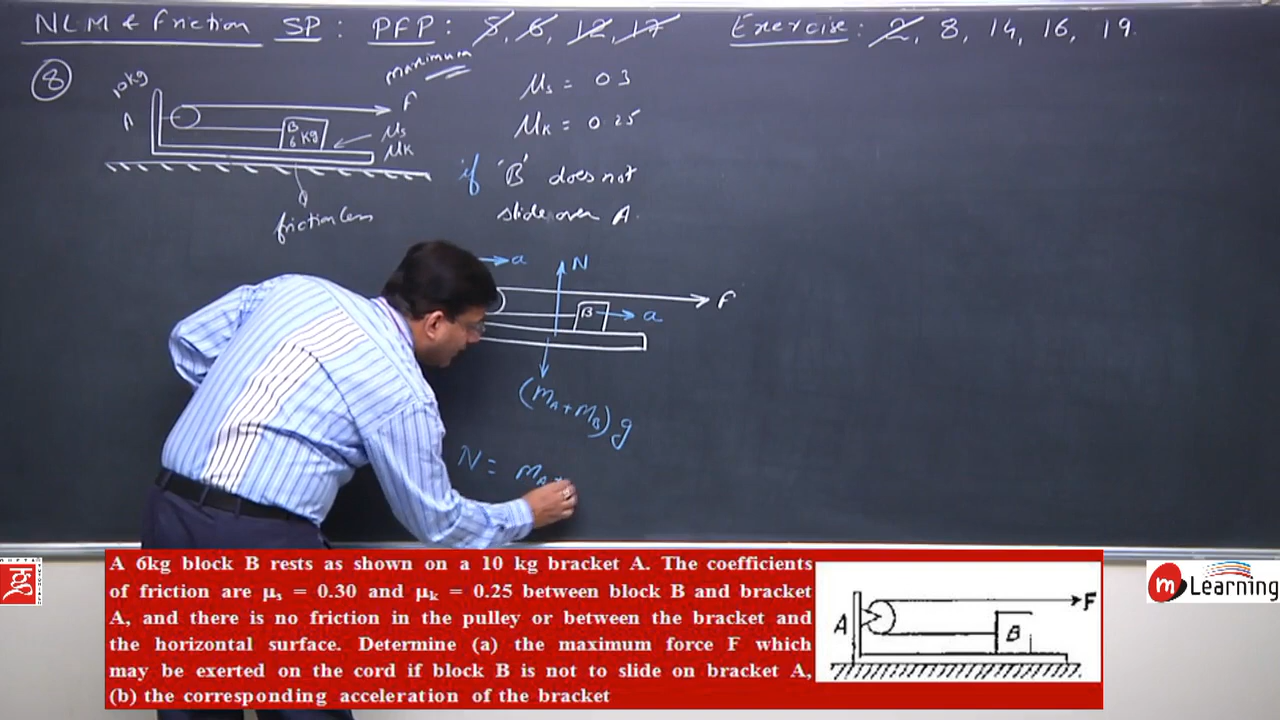 NLM & Friction SP : PFP : 5, 6, 12, 17 Exercise : 2, 8, 14, 16, 19.
8
10kg
A
maximum
F
B
6 kg
μs
μk
frictionless
μs = 0.3
μk = 0.25
if 'B' does not
slide over A.
a
N
F
B
a
(mA+mB)g
N = mA+
A 6kg block B rests as shown on a 10 kg bracket A. The coefficients
of friction are μs = 0.30 and μk = 0.25 between block B and bracket
A, and there is no friction in the pulley or between the bracket and
the horizontal surface. Determine (a) the maximum force F which
may be exerted on the cord if block B is not to slide on bracket A,
(b) the corresponding acceleration of the bracket
A
F
B
m Learning